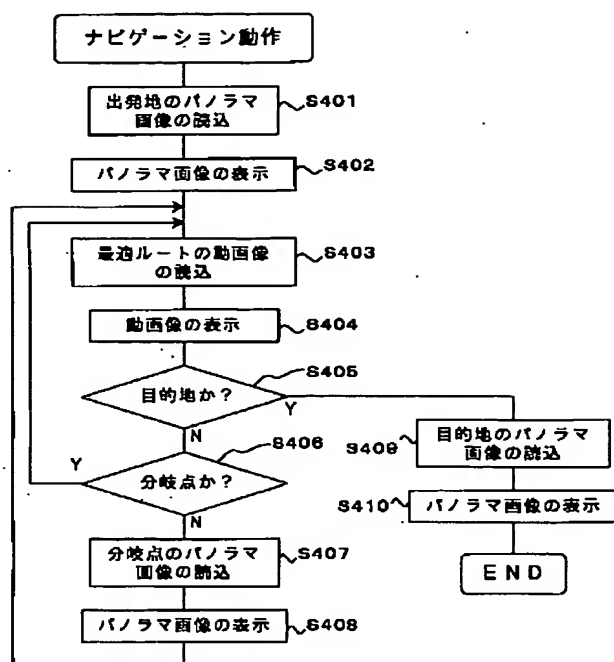 ナビゲーション動作
出発地のパノラマ
画像の読込
S401
パノラマ画像の表示
S402
最適ルートの動画像
の読込
S403
動画像の表示
S404
目的地か?
S405
Y
N
分岐点か?
S406
Y
N
分岐点のパノラマ
画像の読込
S407
パノラマ画像の表示
S408
目的地のパノラマ
画像の読込
S409
パノラマ画像の表示
S410
END